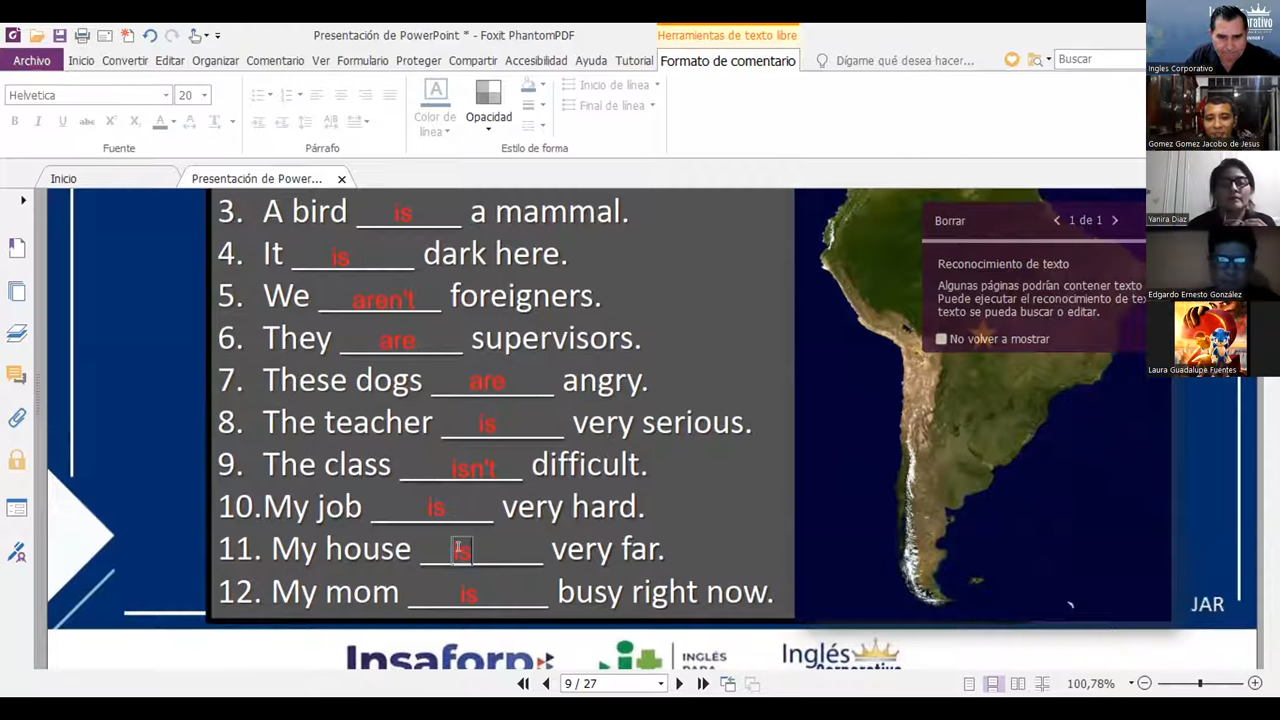 Presentación de PowerPoint * - Foxit PhantomPDF
Herramientas de texto libre
Archivo Inicio Convertir Editar Organizar Comentario Ver Formulario Proteger Compartir Accesibilidad Ayuda Tutorial Formato de comentario Dígame qué desea hacer... Buscar
Helvetica 20
Color de línea
Opacidad
Inicio de línea
Final de línea
Fuente Párrafo Estilo de forma
Inicio Presentación de Power...
3. A bird is a mammal.
4. It is dark here.
5. We aren't foreigners.
6. They are supervisors.
7. These dogs are angry.
8. The teacher is very serious.
9. The class isn't difficult.
10. My job is very hard.
11. My house is very far.
12. My mom is busy right now.
Borrar 1 de 1
Reconocimiento de texto
Algunas páginas podrían contener texto
Puede ejecutar el reconocimiento de tex
texto se pueda buscar o editar.
No volver a mostrar
JAR
Insaforp
INGLÉS
Inglés
9 / 27
100,78%
Ingles Corporativo
Gomez Gomez Jacobo de Jesus
Yanira Diaz
Edgardo Ernesto González
Laura Guadalupe Fuentes